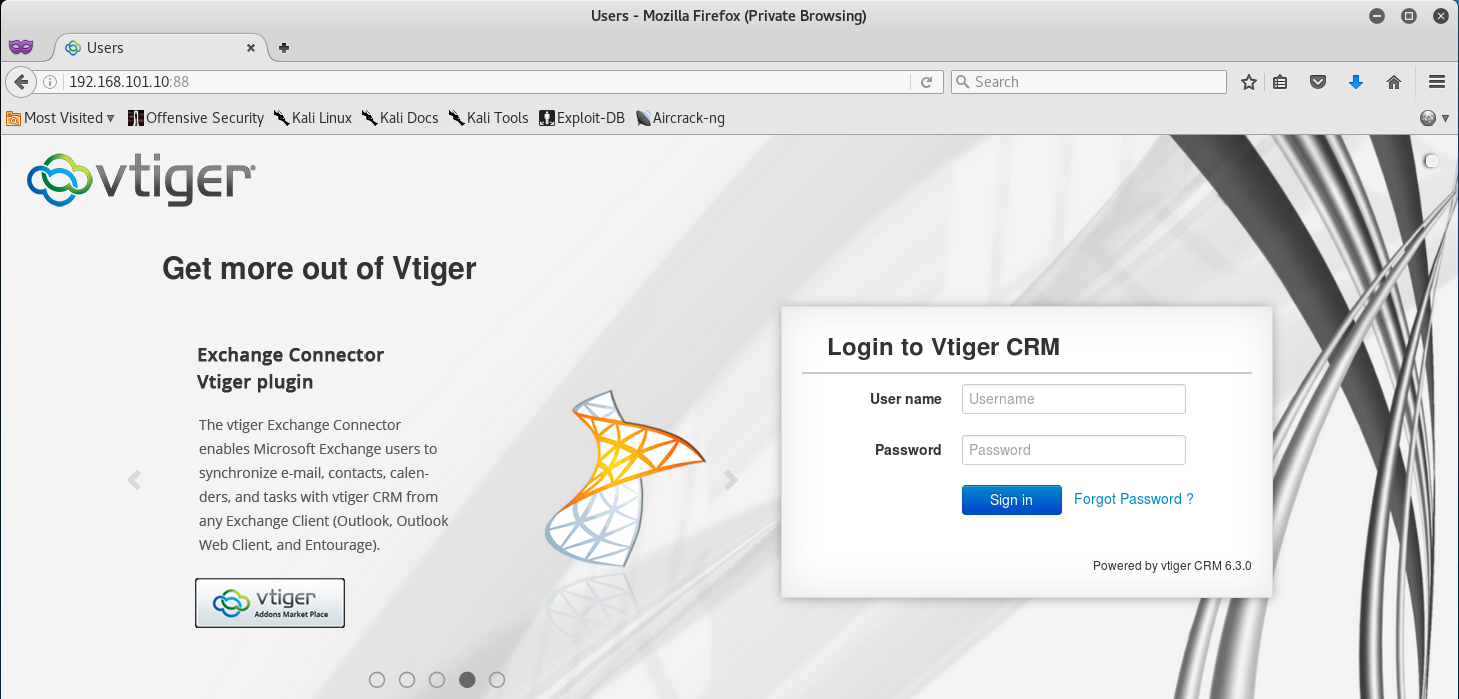 Users - Mozilla Firefox (Private Browsing)
Users
192.168.101.10:88
Search
Most Visited
Offensive Security
Kali Linux
Kali Docs
Kali Tools
Exploit-DB
Aircrack-ng
vtiger
Get more out of Vtiger
Exchange Connector
Vtiger plugin
The vtiger Exchange Connector
enables Microsoft Exchange users to
synchronize e-mail, contacts, calen-
ders, and tasks with vtiger CRM from
any Exchange Client (Outlook, Outlook
Web Client, and Entourage).
vtiger
Addons Market Place
Login to Vtiger CRM
User name
Username
Password
Password
Sign in
Forgot Password ?
Powered by vtiger CRM 6.3.0